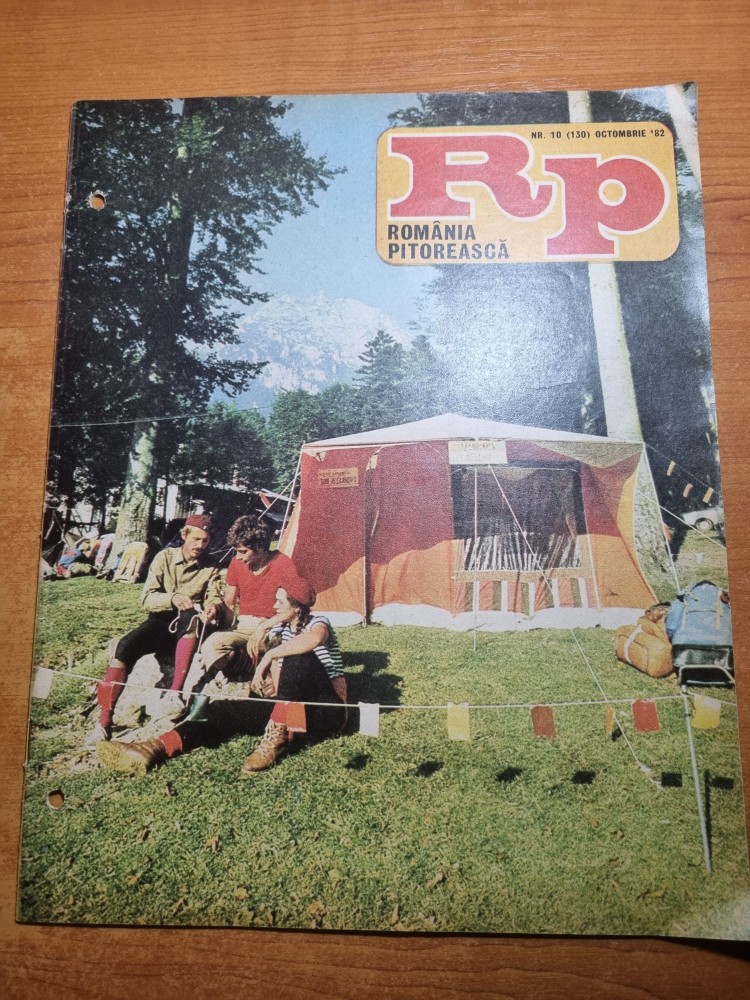 NR. 10 (130) OCTOMBRIE '82
Rp
ROMÂNIA
PITOREASCĂ